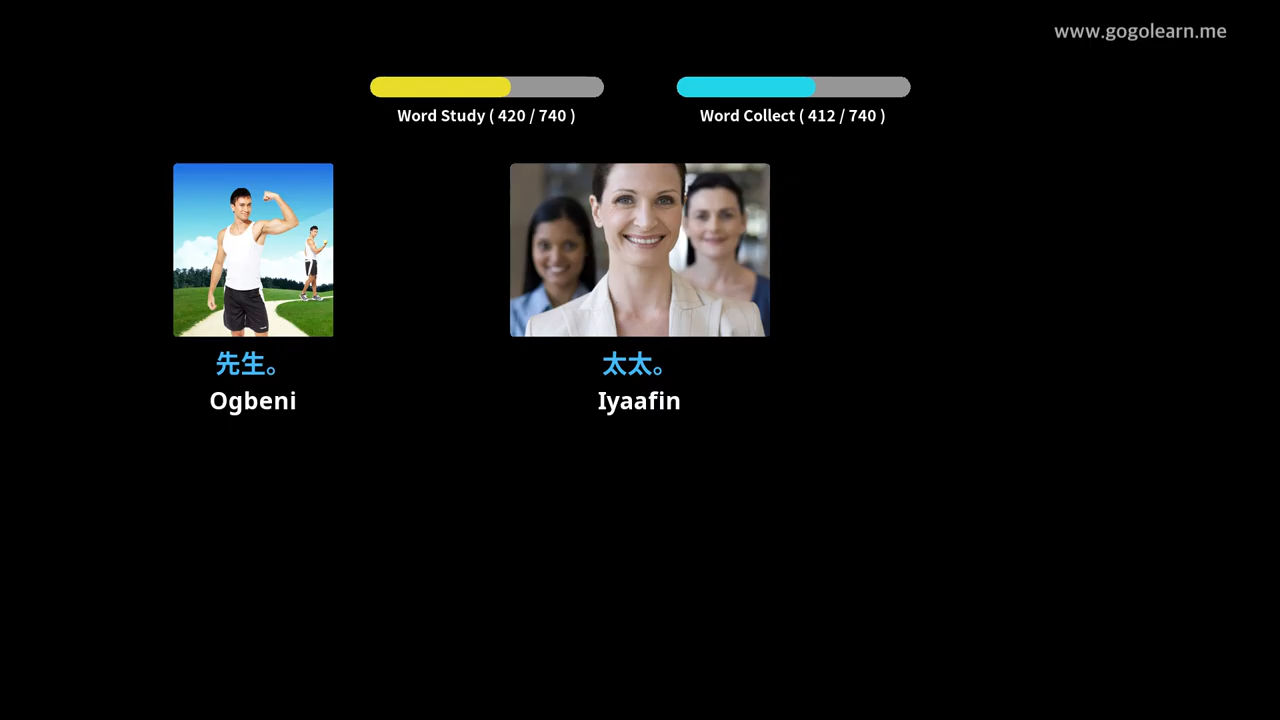 www.gogolearn.me
Word Study ( 420 / 740 )
Word Collect ( 412 / 740 )
先生。
太太。
Ogbeni
Iyaafin